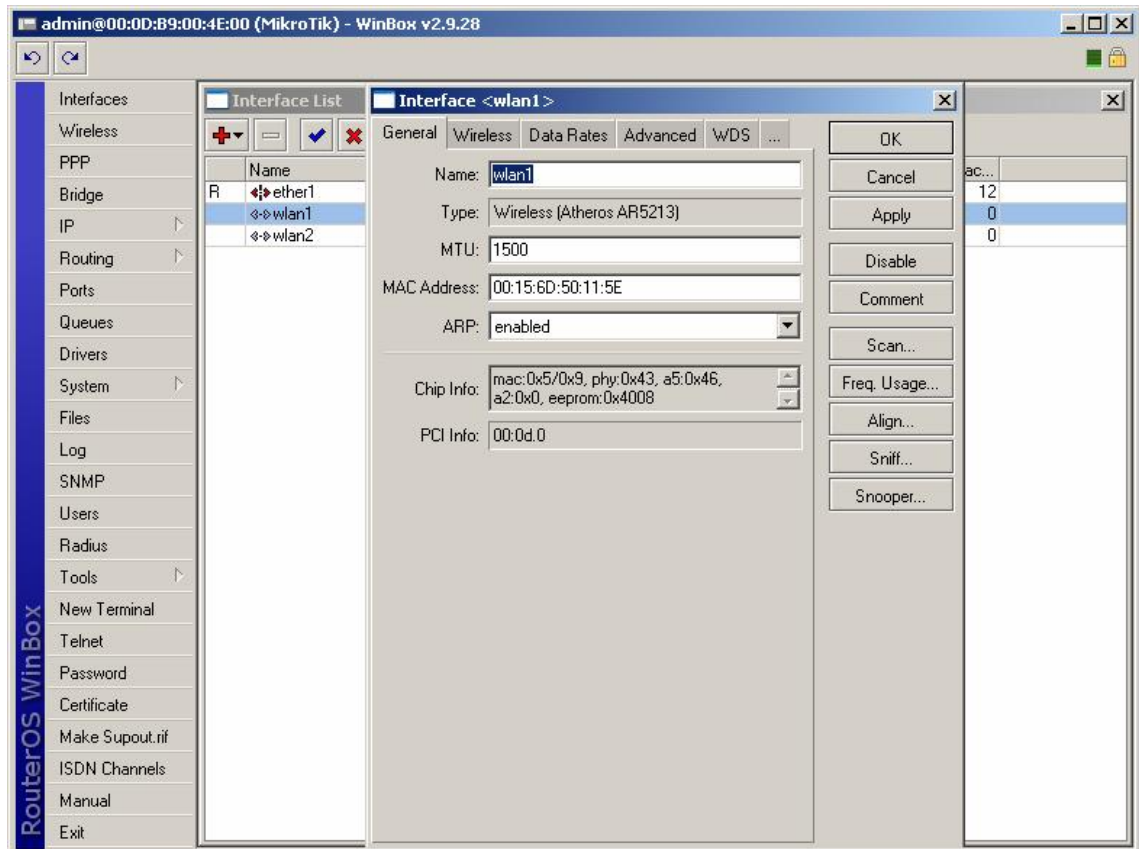 admin@00:0D:B9:00:4E:00 (MikroTik) - WinBox v2.9.28
Interfaces
Wireless
PPP
Bridge
IP
Routing
Ports
Queues
Drivers
System
Files
Log
SNMP
Users
Radius
Tools
New Terminal
Telnet
Password
Certificate
Make Supout.rif
ISDN Channels
Manual
Exit
RouterOS WinBox
Interface List
Name
R ether1
wlan1
wlan2
ac...
12
0
0
Interface <wlan1>
General Wireless Data Rates Advanced WDS ...
Name: wlan1
Type: Wireless (Atheros AR5213)
MTU: 1500
MAC Address: 00:15:6D:50:11:5E
ARP: enabled
Chip Info: mac:0x5/0x9, phy:0x43, a5:0x46,
a2:0x0, eeprom:0x4008
PCI Info: 00:0d.0
OK
Cancel
Apply
Disable
Comment
Scan...
Freq. Usage...
Align...
Sniff...
Snooper...